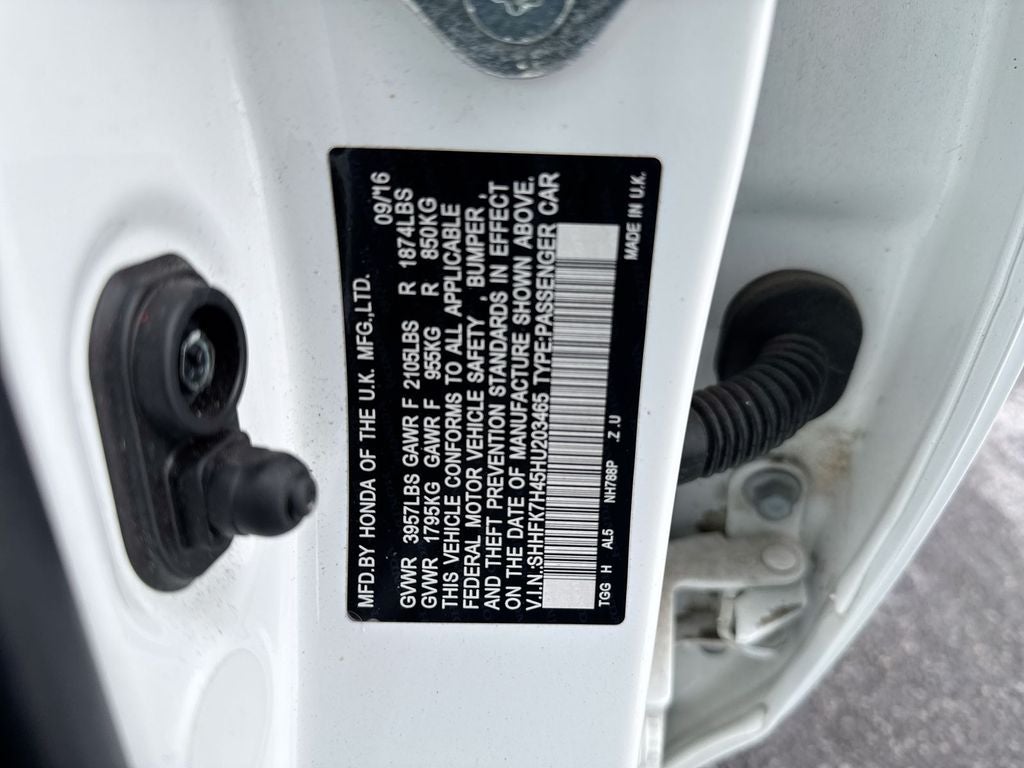 MFD.BY HONDA OF THE U.K. MFG.,LTD. 09/'16
GVWR 3957LBS GAWR F 2105LBS R 1874LBS
GVWR 1795KG GAWR F 955KG R 850KG
THIS VEHICLE CONFORMS TO ALL APPLICABLE
FEDERAL MOTOR VEHICLE SAFETY , BUMPER ,
AND THEFT PREVENTION STANDARDS IN EFFECT
ON THE DATE OF MANUFACTURE SHOWN ABOVE.
V.I.N.:SHHFK7H45HU203465 TYPE:PASSENGER CAR
TGG H AL5 NH788P .Z .U MADE IN U.K.